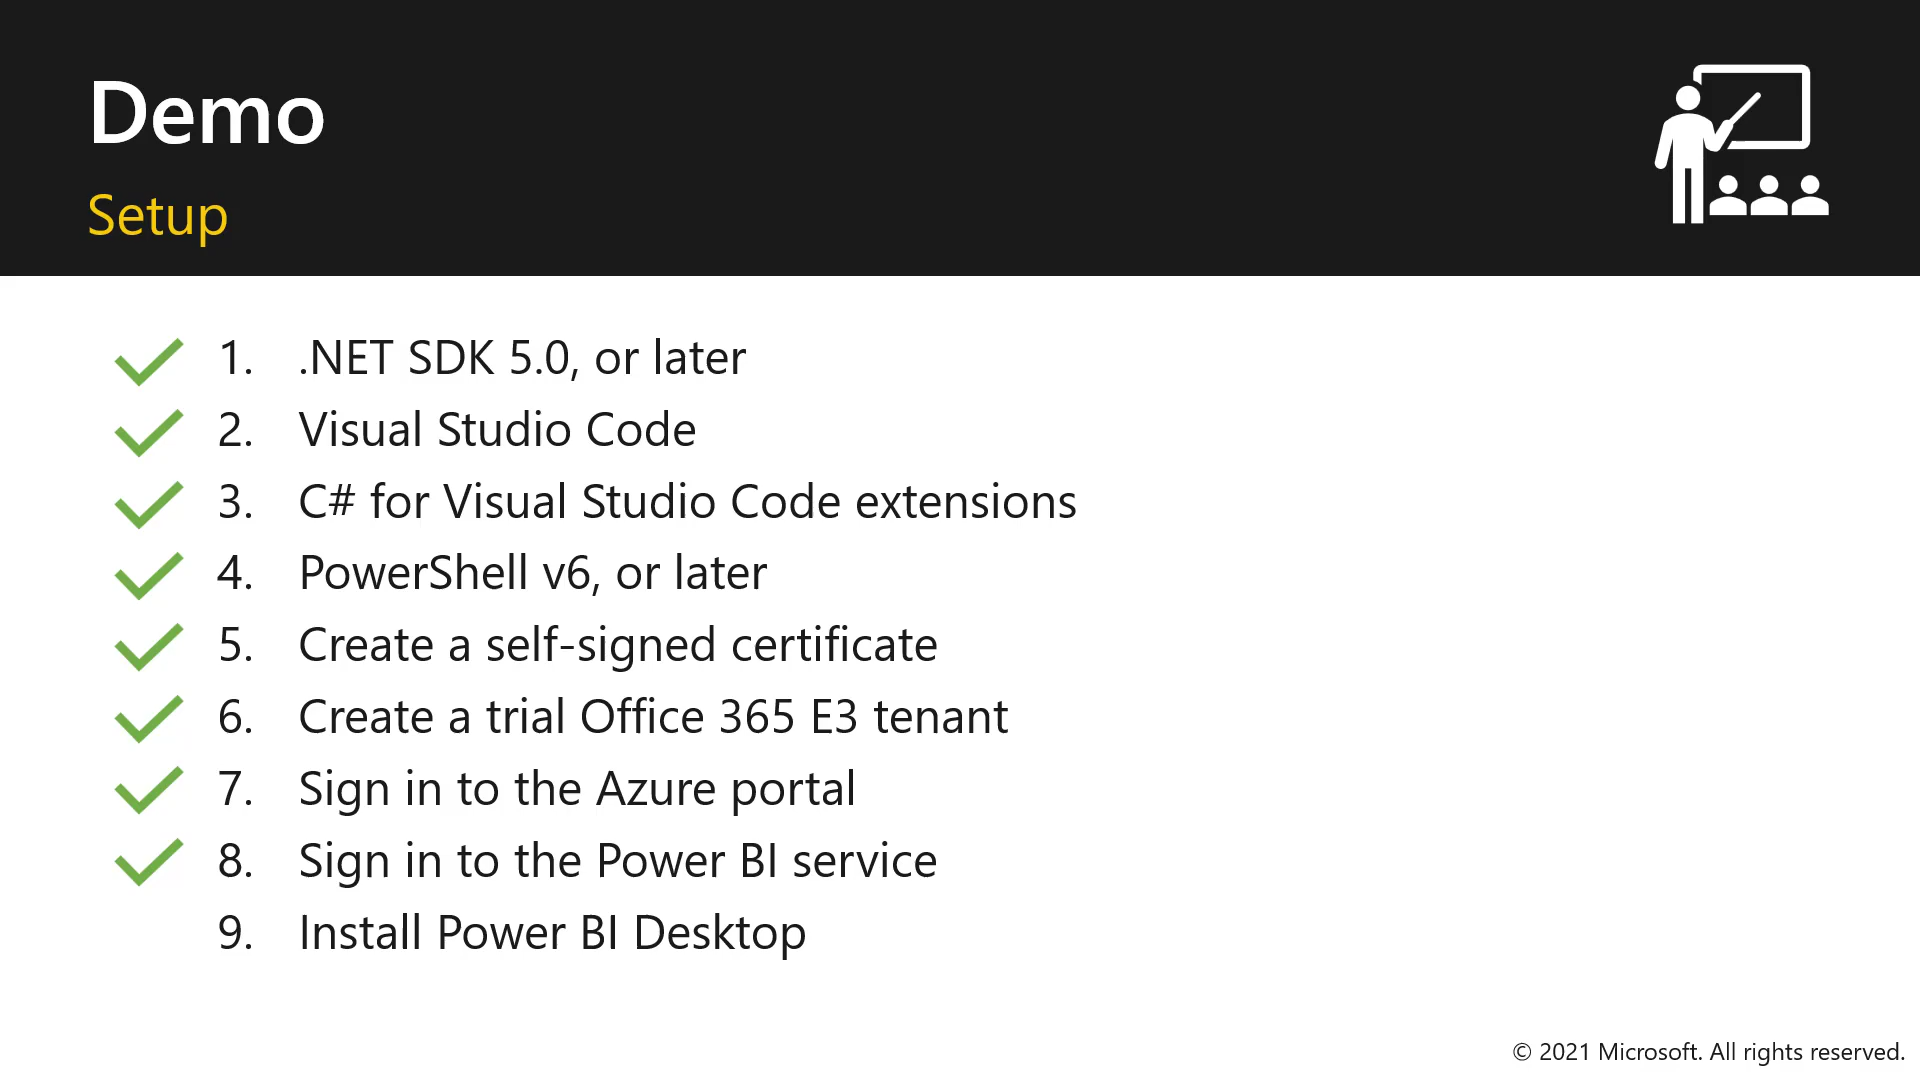 Demo
Setup
1. .NET SDK 5.0, or later
2. Visual Studio Code
3. C# for Visual Studio Code extensions
4. PowerShell v6, or later
5. Create a self-signed certificate
6. Create a trial Office 365 E3 tenant
7. Sign in to the Azure portal
8. Sign in to the Power BI service
9. Install Power BI Desktop
© 2021 Microsoft. All rights reserved.